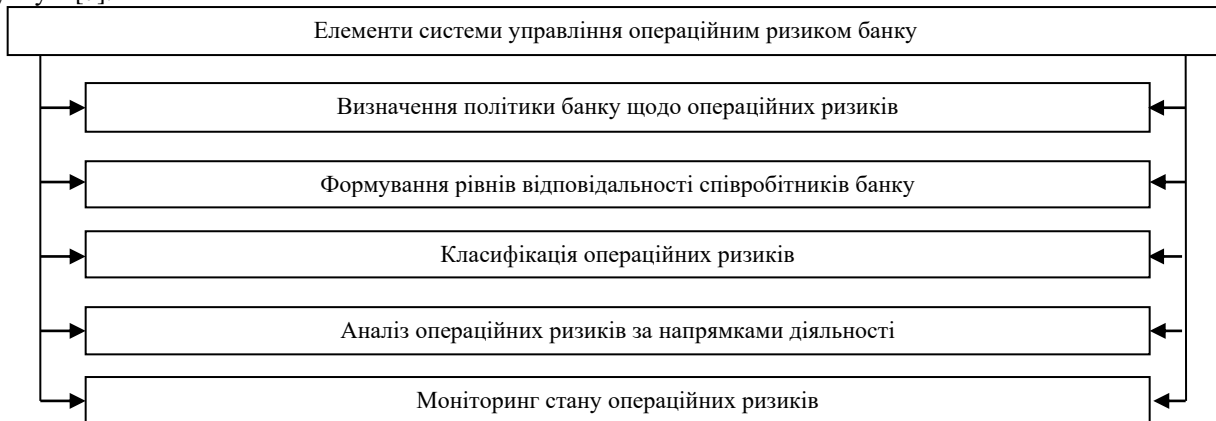 Елементи системи управління операційним ризиком банку
Визначення політики банку щодо операційних ризиків
Формування рівнів відповідальності співробітників банку
Класифікація операційних ризиків
Аналіз операційних ризиків за напрямками діяльності
Моніторинг стану операційних ризиків